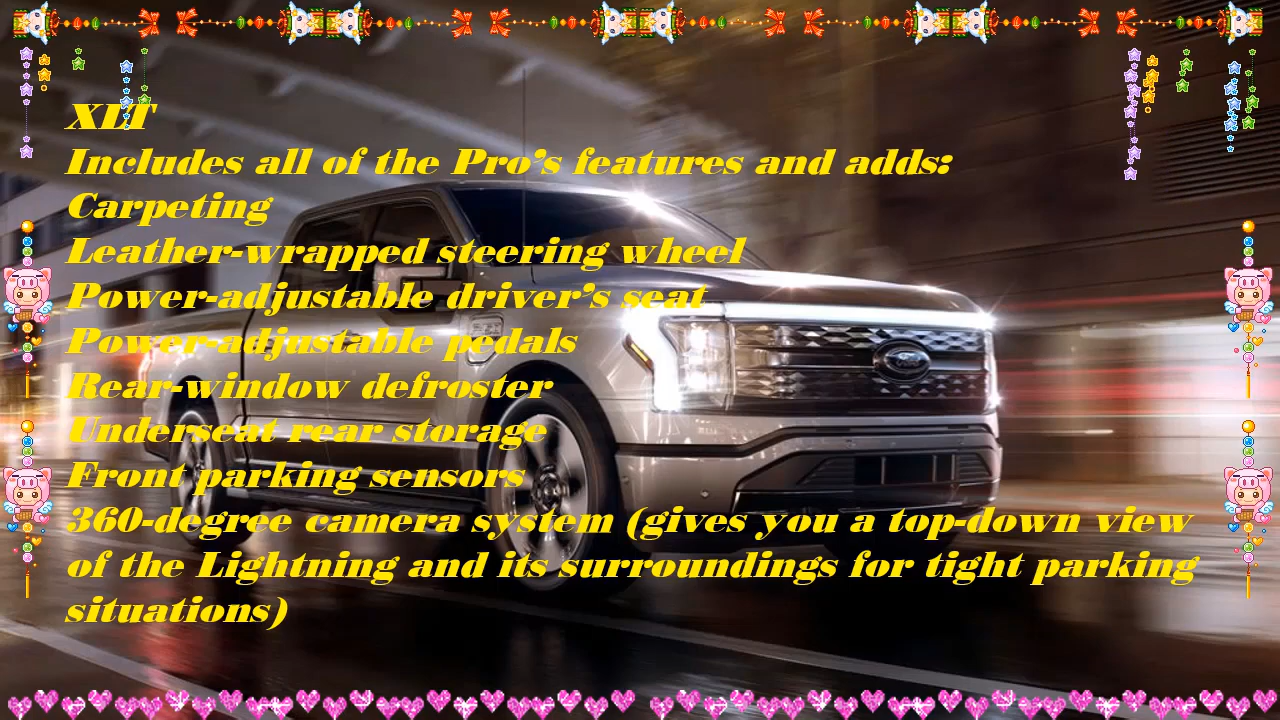 XLT
Includes all of the Pro’s features and adds:
Carpeting
Leather-wrapped steering wheel
Power-adjustable driver’s seat
Power-adjustable pedals
Rear-window defroster
Underseat rear storage
Front parking sensors
360-degree camera system (gives you a top-down view
of the Lightning and its surroundings for tight parking
situations)